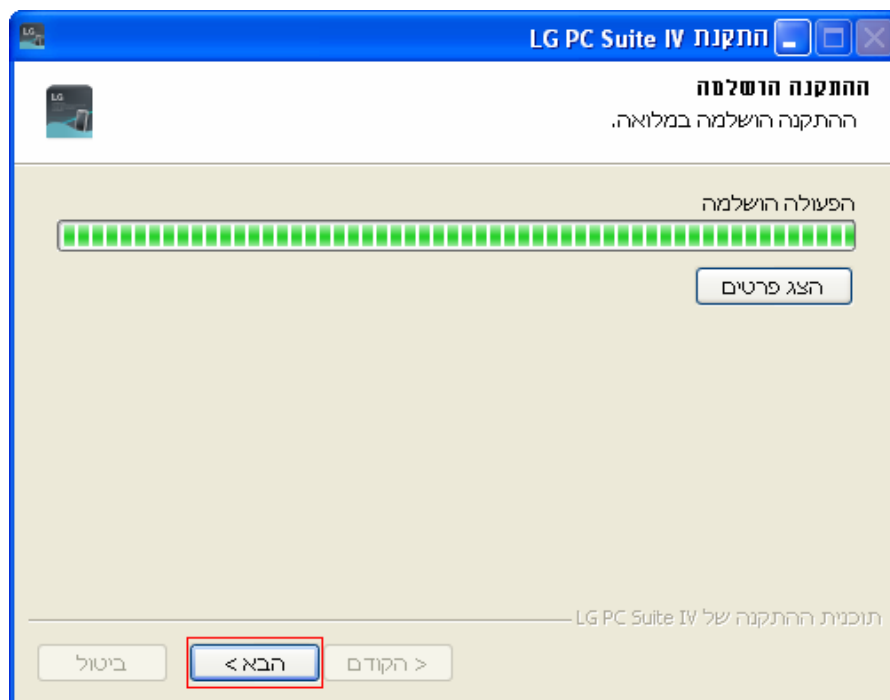 התקנת LG PC Suite IV
ההתקנה הושלמה
ההתקנה הושלמה במלואה.
הפעולה הושלמה
הצג פרטים
תוכנית ההתקנה של LG PC Suite IV
< הקודם
הבא >
ביטול